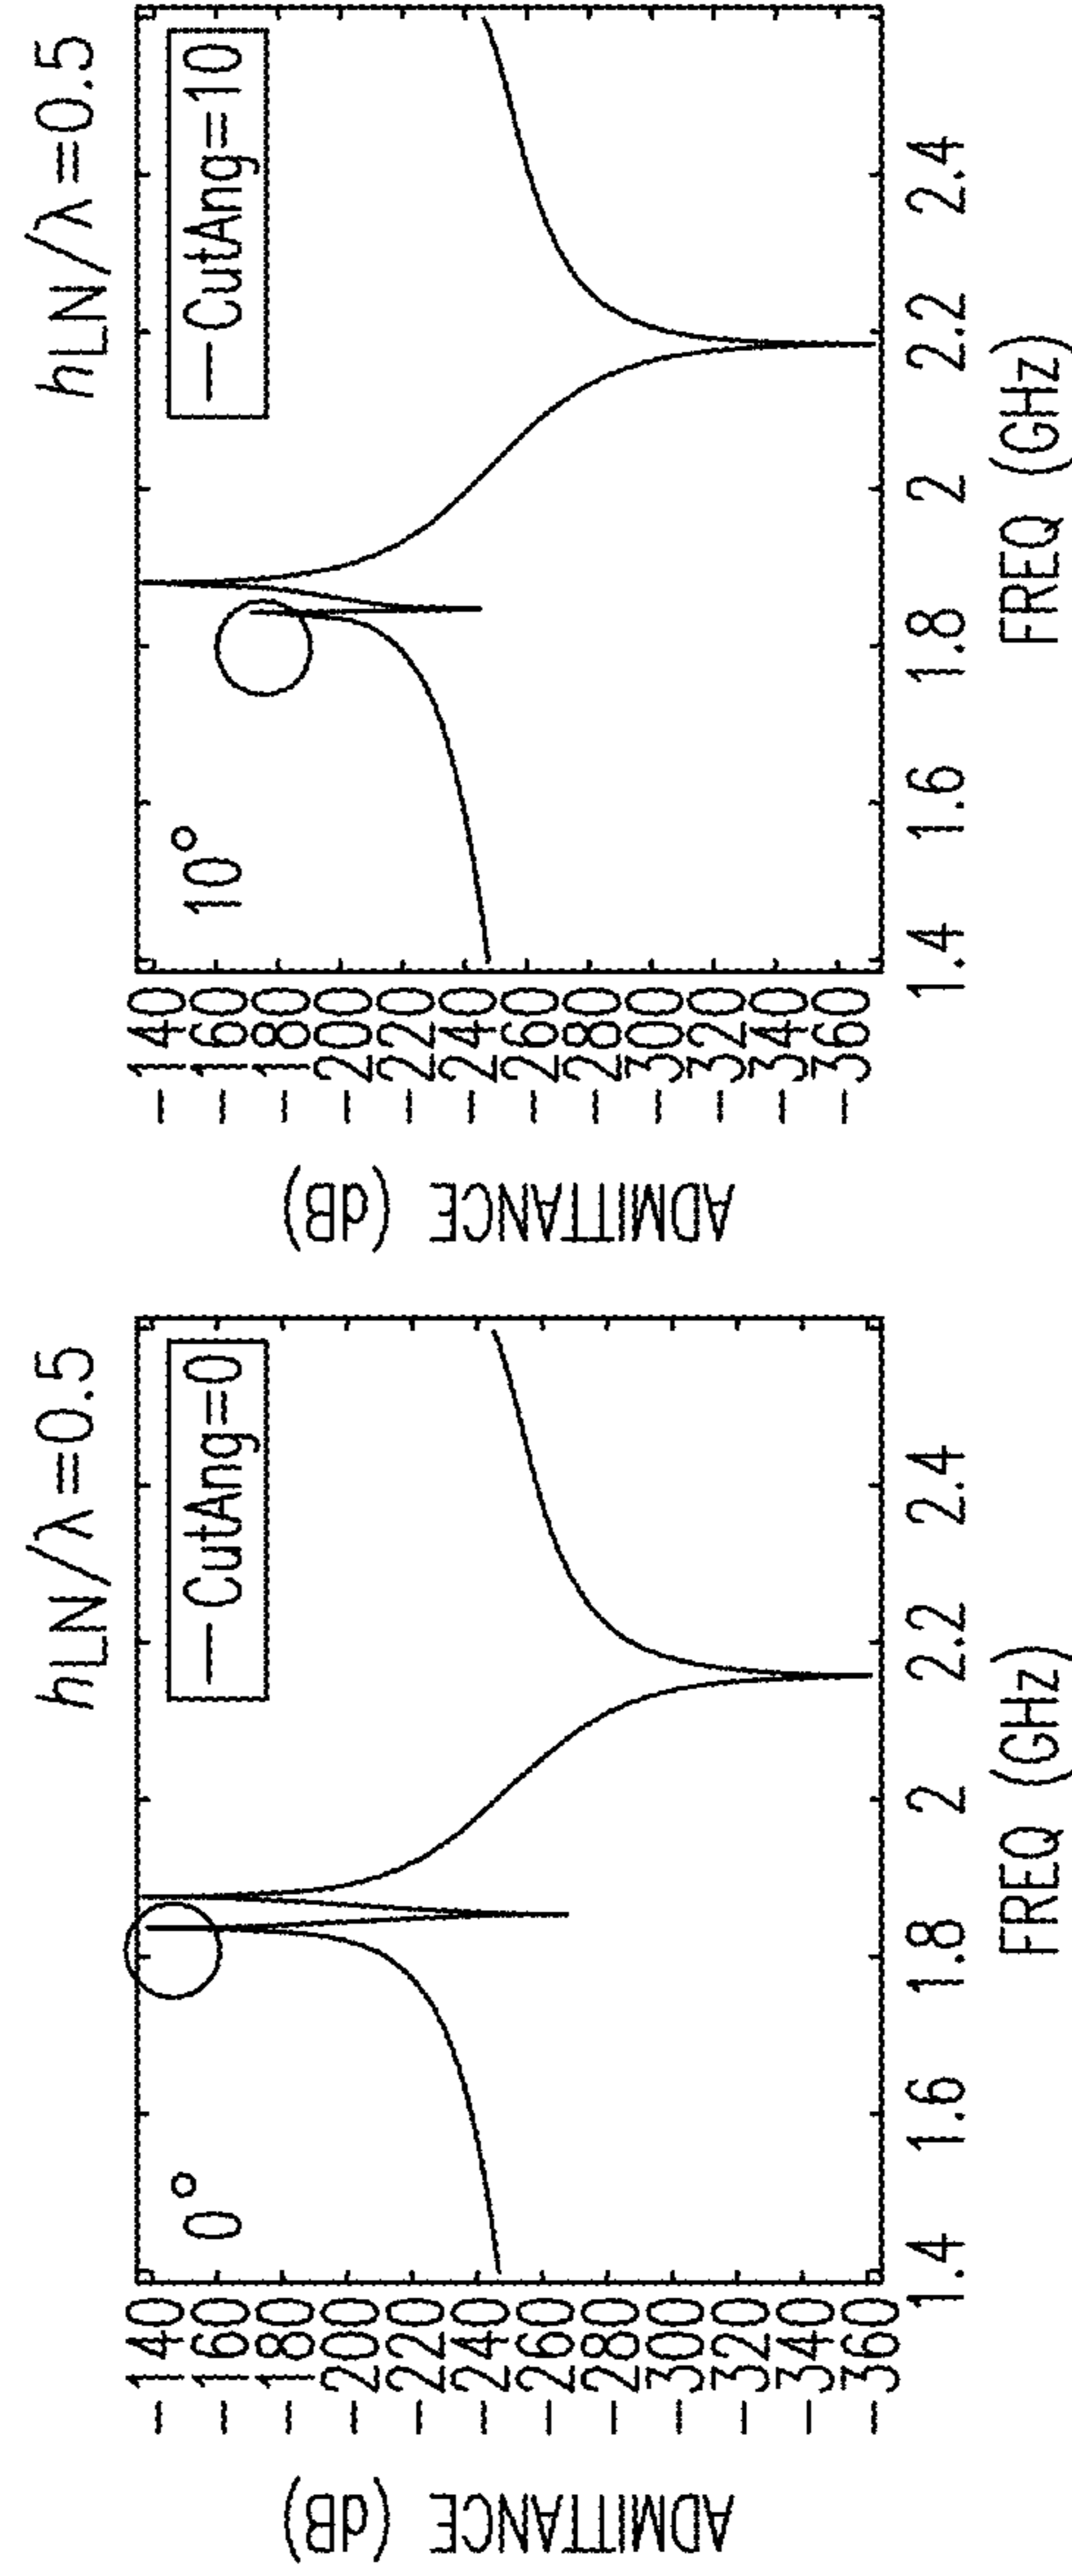 hLN/λ=0.5
0°
— CutAng=0
ADMITTANCE (dB)
-140
-160
-180
-200
-220
-240
-260
-280
-300
-320
-340
-360
1.4 1.6 1.8 2 2.2 2.4
FREQ (GHz)
hLN/λ=0.5
10°
— CutAng=10
ADMITTANCE (dB)
-140
-160
-180
-200
-220
-240
-260
-280
-300
-320
-340
-360
1.4 1.6 1.8 2 2.2 2.4
FREQ (GHz)